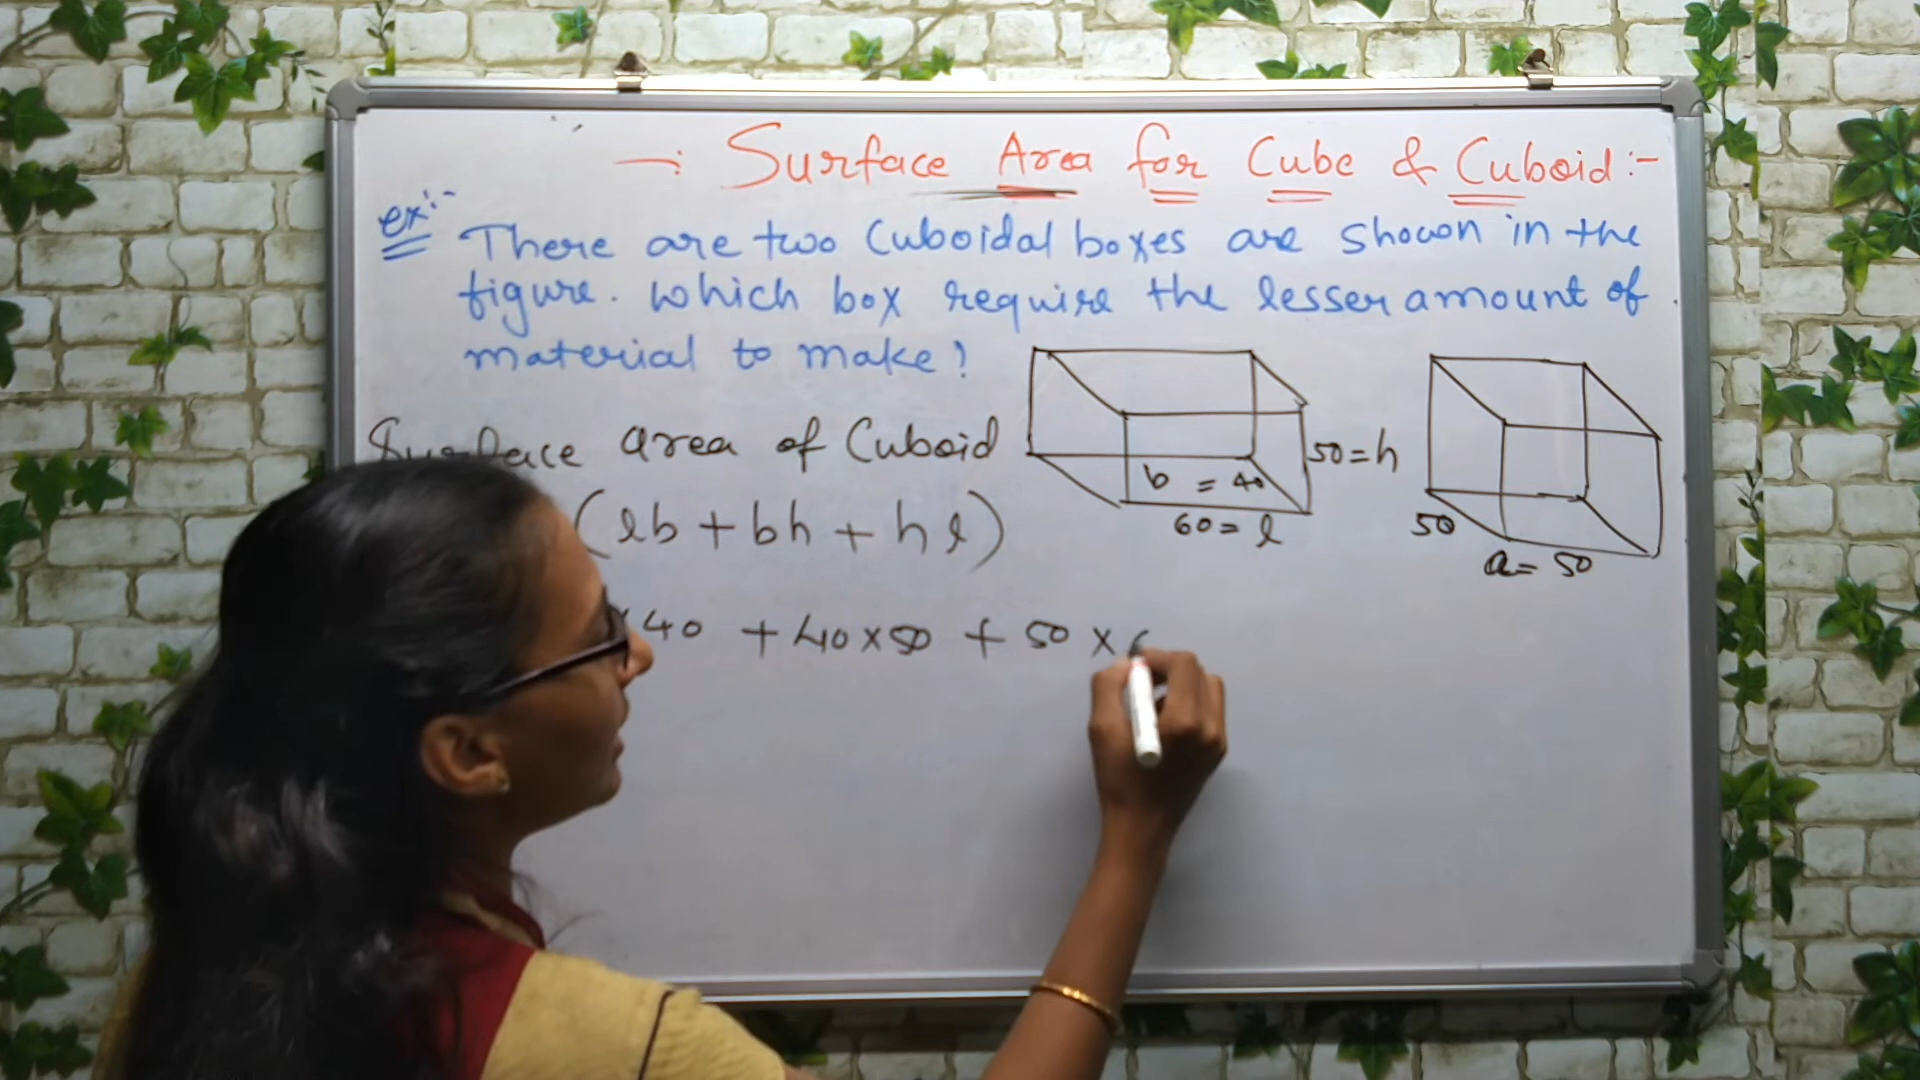 -: Surface Area for Cube & Cuboid :-
ex:- There are two Cuboidal boxes are shown in the
figure. which box require the lesser amount of
material to make?
Surface area of Cuboid
(lb + bh + hl)
40 + 40 x 50 + 50 x
b = 40
50 = h
60 = l
50
a = 50